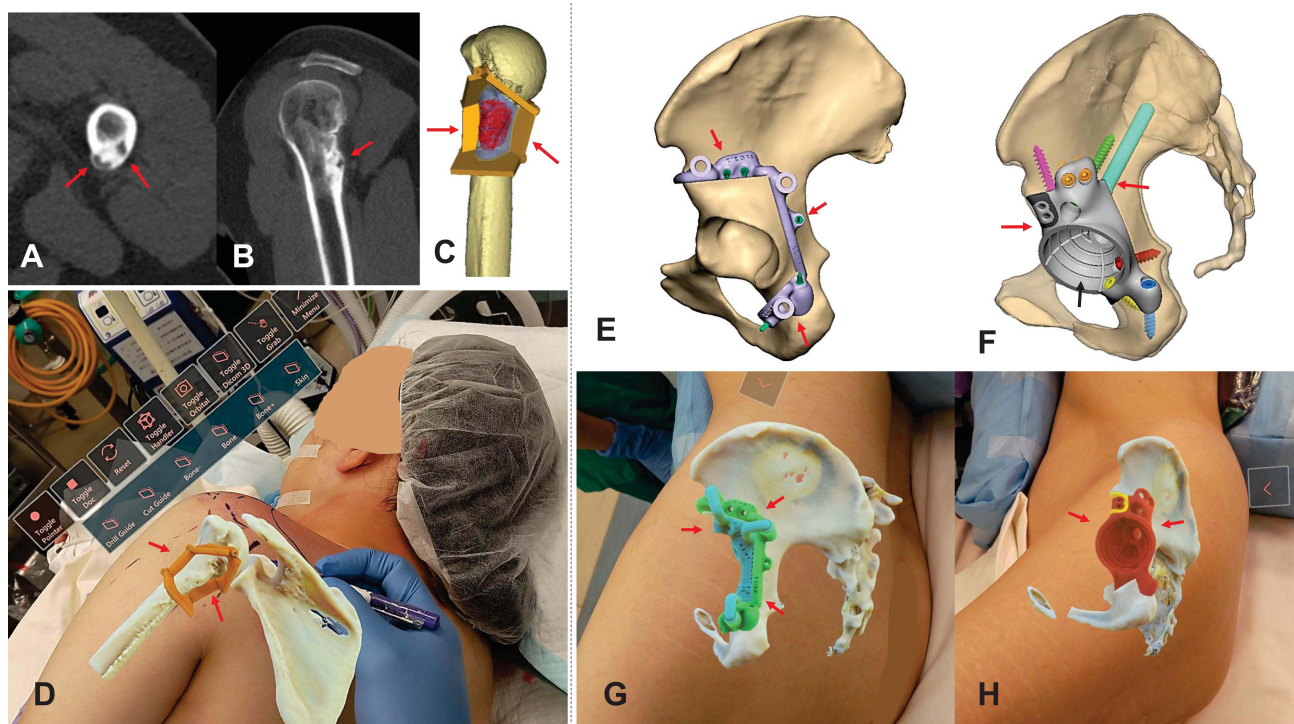 A
B
C
D
Toggle Pointer
Toggle Doc
Reset
Toggle Handler
Toggle Orbital
Toggle Dicom 3D
Toggle Grab
Minimize Menu
Drill Guide
Cut Guide
Bone-
Bone
Bone+
Skin
E
F
G
H